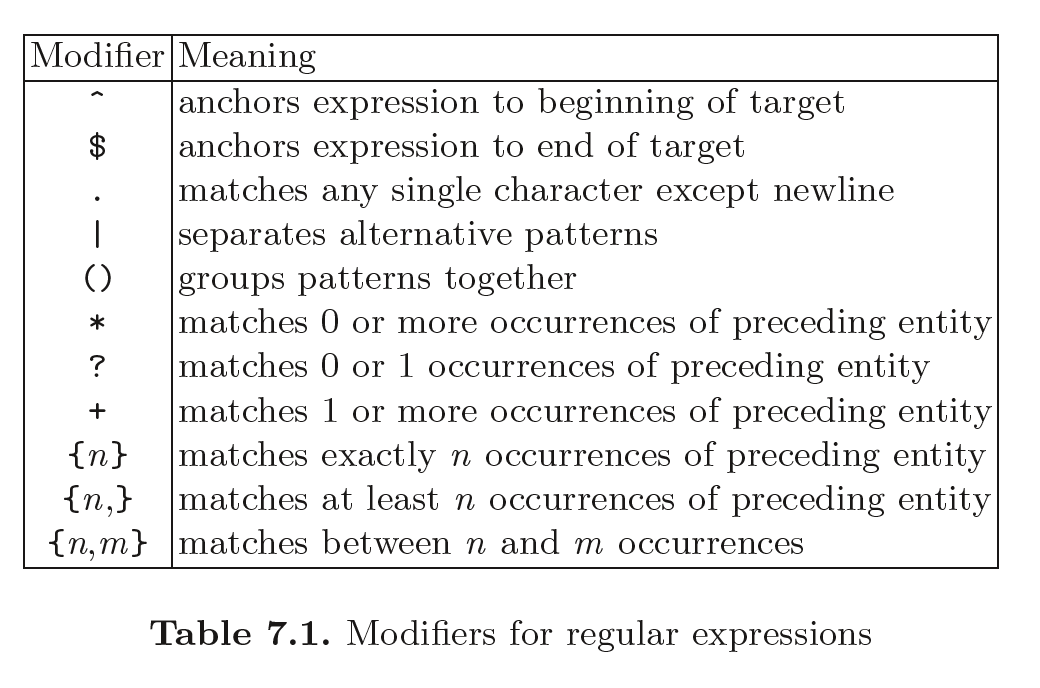 Modifier Meaning
^ anchors expression to beginning of target
$ anchors expression to end of target
. matches any single character except newline
| separates alternative patterns
() groups patterns together
* matches 0 or more occurrences of preceding entity
? matches 0 or 1 occurrences of preceding entity
+ matches 1 or more occurrences of preceding entity
{n} matches exactly n occurrences of preceding entity
{n,} matches at least n occurrences of preceding entity
{n,m} matches between n and m occurrences
Table 7.1. Modifiers for regular expressions